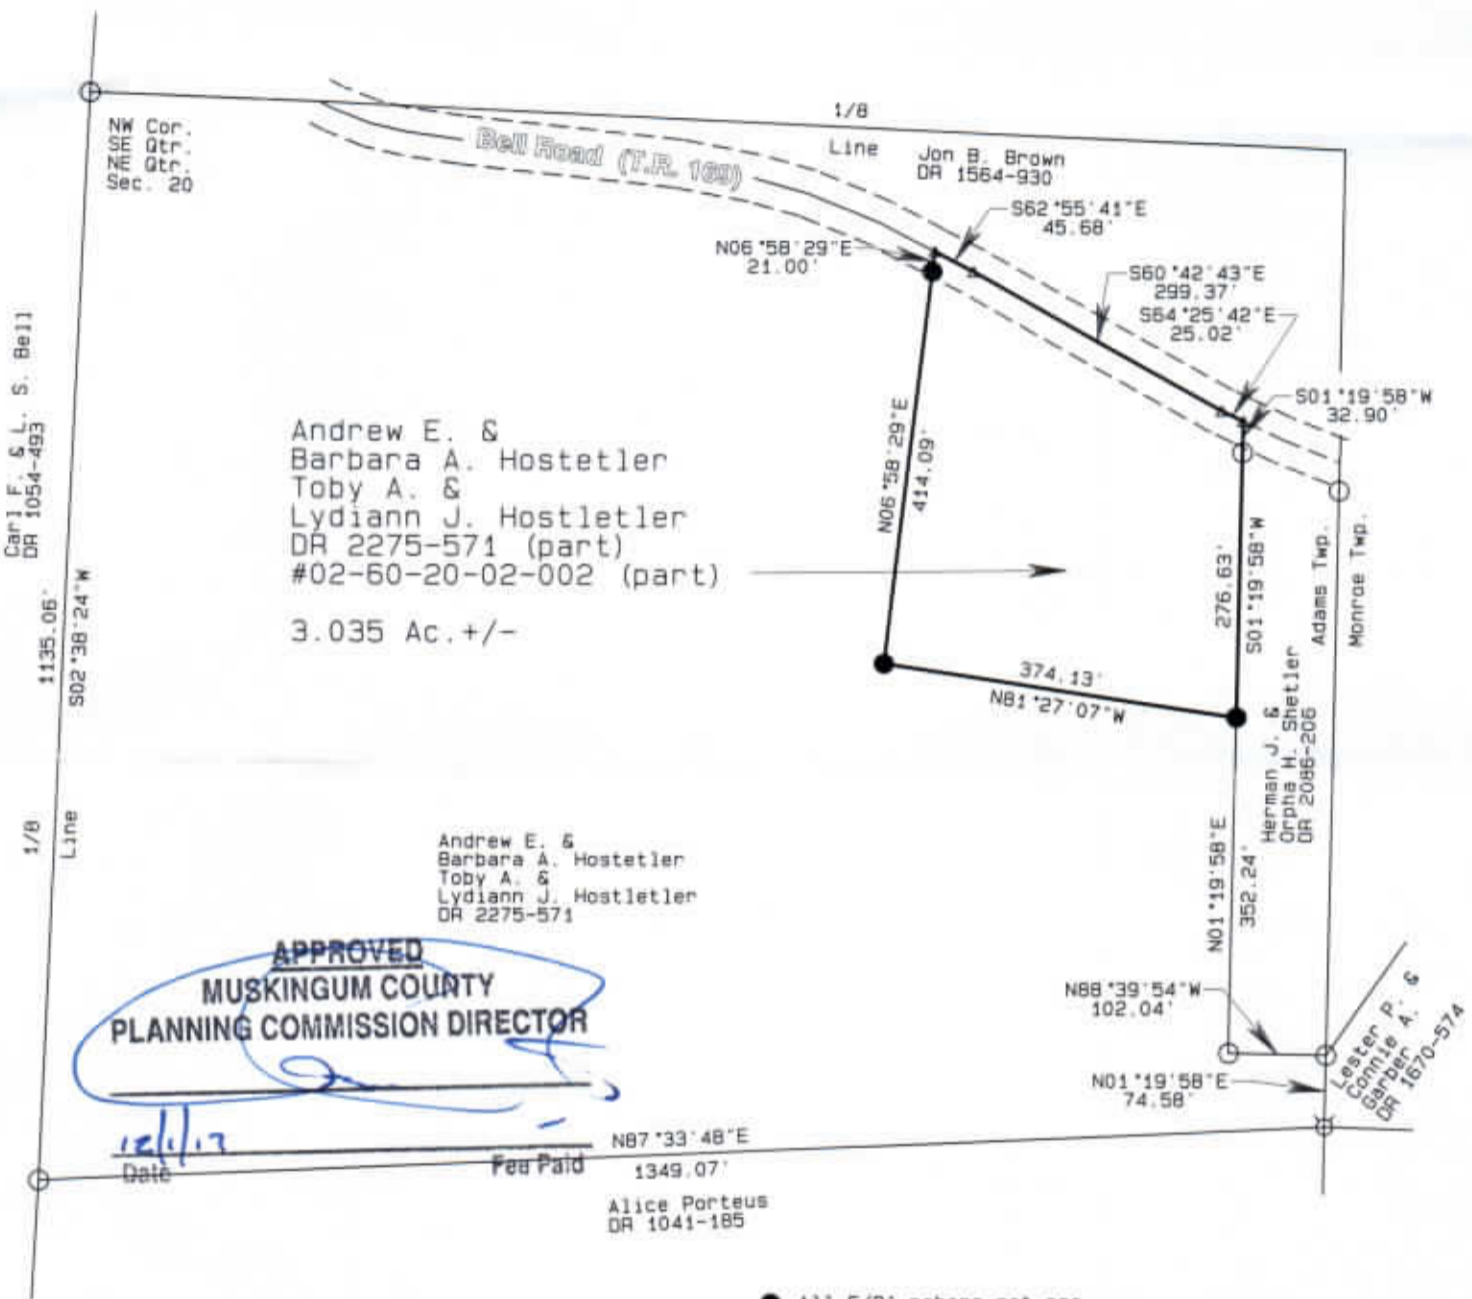 1/8
Line
NW Cor.
SE Qtr.
NE Qtr.
Sec. 20
Bell Road (T.R. 169)
Jon B. Brown
DR 1564-930
S62°55'41"E
45.68'
N06°58'29"E
21.00'
S60°42'43"E
299.37'
S64°25'42"E
25.02'
S01°19'58"W
32.90'
Carl F. & L. S. Bell
DR 1054-493
Andrew E. &
Barbara A. Hostetler
Toby A. &
Lydiann J. Hostletler
DR 2275-571 (part)
#02-60-20-02-002 (part)
3.035 Ac.+/-
N06°58'29"E
414.09'
276.63'
S01°19'58"W
Adams Twp.
Monroe Twp.
1135.06'
S02°38'24"W
374.13'
N81°27'07"W
Herman J. &
Orpha H. Shetler
DR 2086-206
1/8
Line
Andrew E. &
Barbara A. Hostetler
Toby A. &
Lydiann J. Hostletler
DR 2275-571
N01°19'58"E
352.24'
APPROVED
MUSKINGUM COUNTY
PLANNING COMMISSION DIRECTOR
N88°39'54"W
102.04'
Lester P. &
Connie A.
Garber
DR 1670-574
N01°19'58"E
74.58'
12/1/17
Date
Fee Paid
N87°33'48"E
1349.07'
Alice Porteus
DR 1041-185